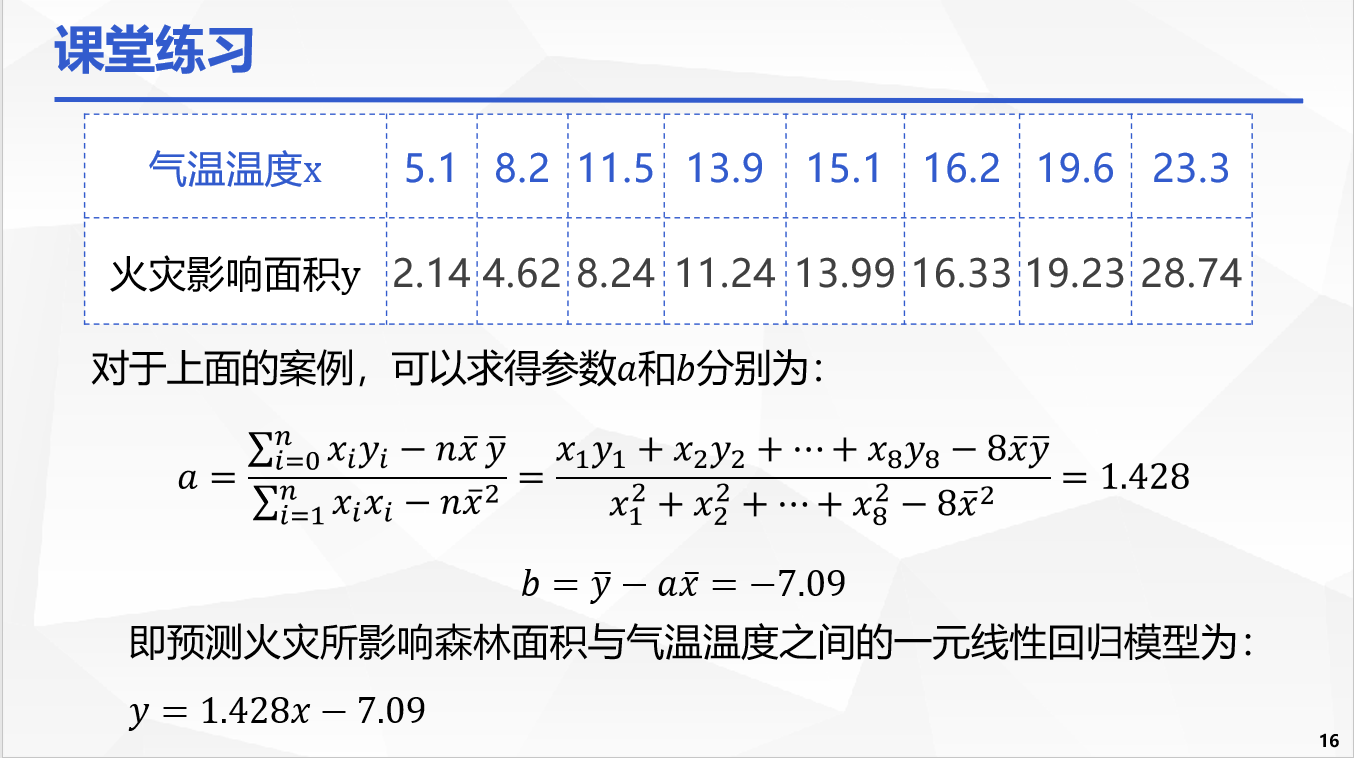 课堂练习
气温温度x 5.1 8.2 11.5 13.9 15.1 16.2 19.6 23.3
火灾影响面积y 2.14 4.62 8.24 11.24 13.99 16.33 19.23 28.74
对于上面的案例，可以求得参数a和b分别为：
a = \frac{\sum_{i=0}^{n} x_i y_i - n\bar{x}\,\bar{y}}{\sum_{i=1}^{n} x_i x_i - n\bar{x}^2} = \frac{x_1y_1 + x_2y_2 + \cdots + x_8y_8 - 8\bar{x}\bar{y}}{x_1^2 + x_2^2 + \cdots + x_8^2 - 8\bar{x}^2} = 1.428
b = \bar{y} - a\bar{x} = -7.09
即预测火灾所影响森林面积与气温温度之间的一元线性回归模型为：
y = 1.428x − 7.09
16